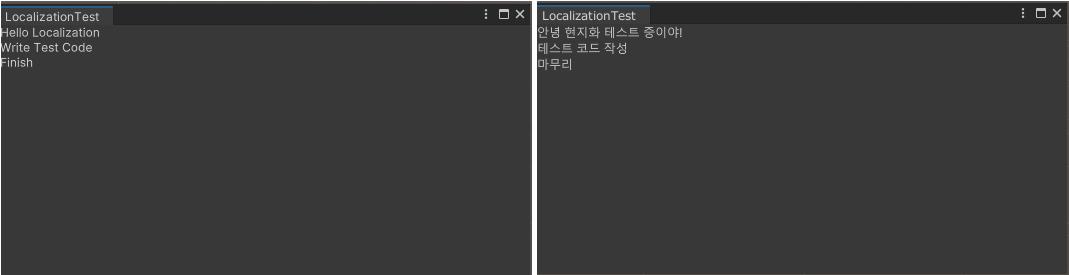 LocalizationTest
Hello Localization
Write Test Code
Finish
LocalizationTest
안녕 현지화 테스트 중이야!
테스트 코드 작성
마무리